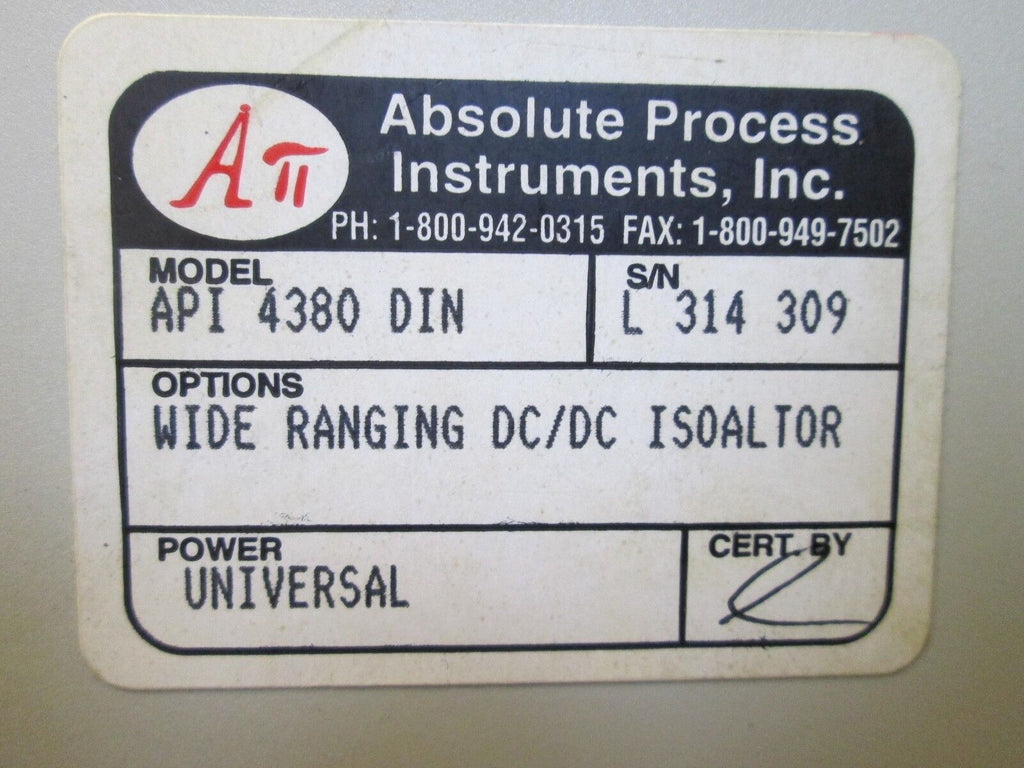 Aπ
Absolute Process
Instruments, Inc.
PH: 1-800-942-0315 FAX: 1-800-949-7502
MODEL
API 4380 DIN
S/N
L 314 309
OPTIONS
WIDE RANGING DC/DC ISOALTOR
POWER
UNIVERSAL
CERT. BY